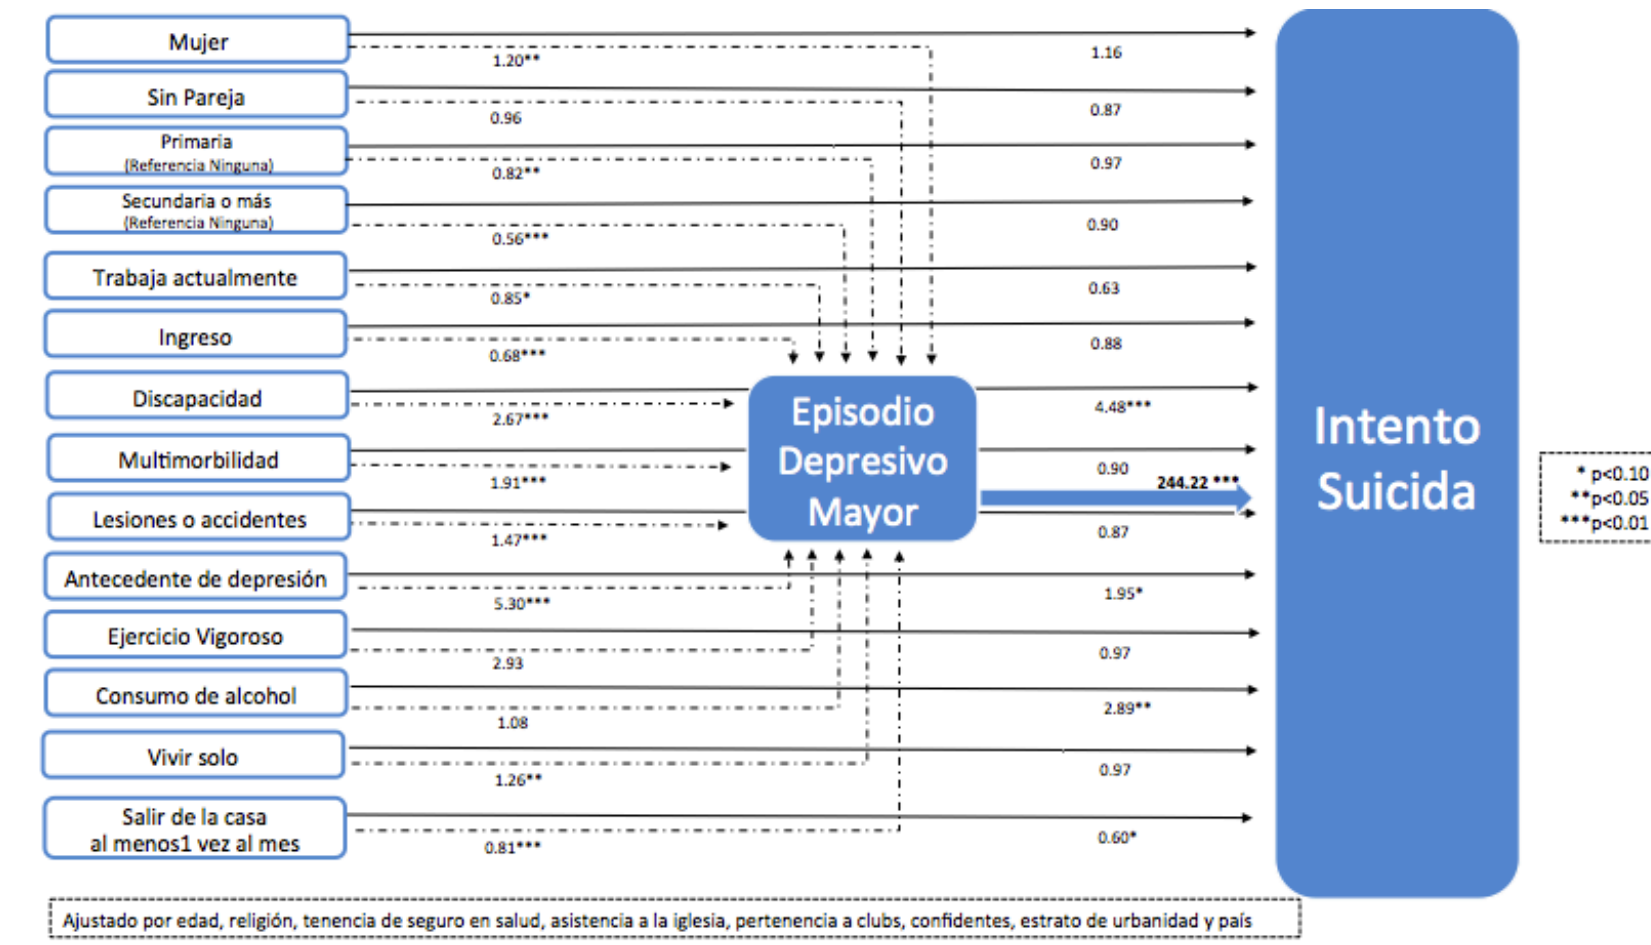 Mujer
1.20**
1.16
Sin Pareja
0.96
0.87
Primaria
(Referencia Ninguna)
0.82**
0.97
Secundaria o más
(Referencia Ninguna)
0.56***
0.90
Trabaja actualmente
0.85*
0.63
Ingreso
0.68***
0.88
Discapacidad
2.67***
4.48***
Multimorbilidad
1.91***
0.90
Lesiones o accidentes
1.47***
0.87
Antecedente de depresión
5.30***
1.95*
Ejercicio Vigoroso
2.93
0.97
Consumo de alcohol
1.08
2.89**
Vivir solo
1.26**
0.97
Salir de la casa
al menos1 vez al mes
0.81***
0.60*
Episodio
Depresivo
Mayor
244.22 ***
Intento
Suicida
* p<0.10
**p<0.05
***p<0.01
Ajustado por edad, religión, tenencia de seguro en salud, asistencia a la iglesia, pertenencia a clubs, confidentes, estrato de urbanidad y país